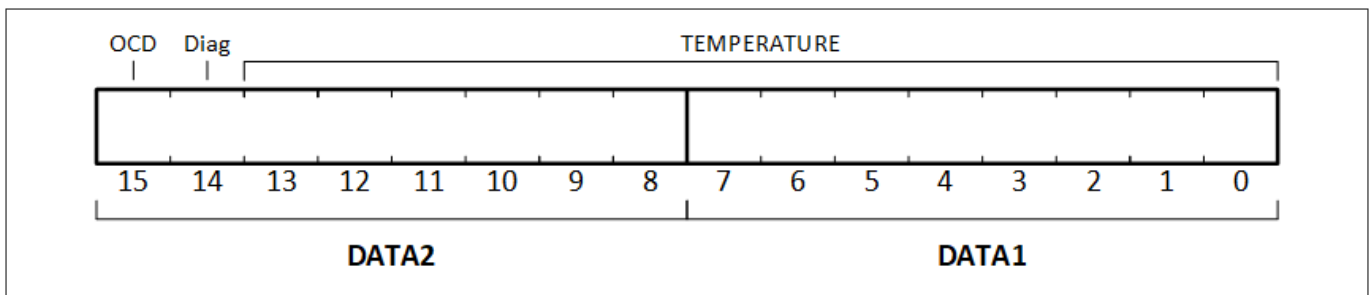 OCD Diag TEMPERATURE
15 14 13 12 11 10 9 8 7 6 5 4 3 2 1 0
DATA2 DATA1